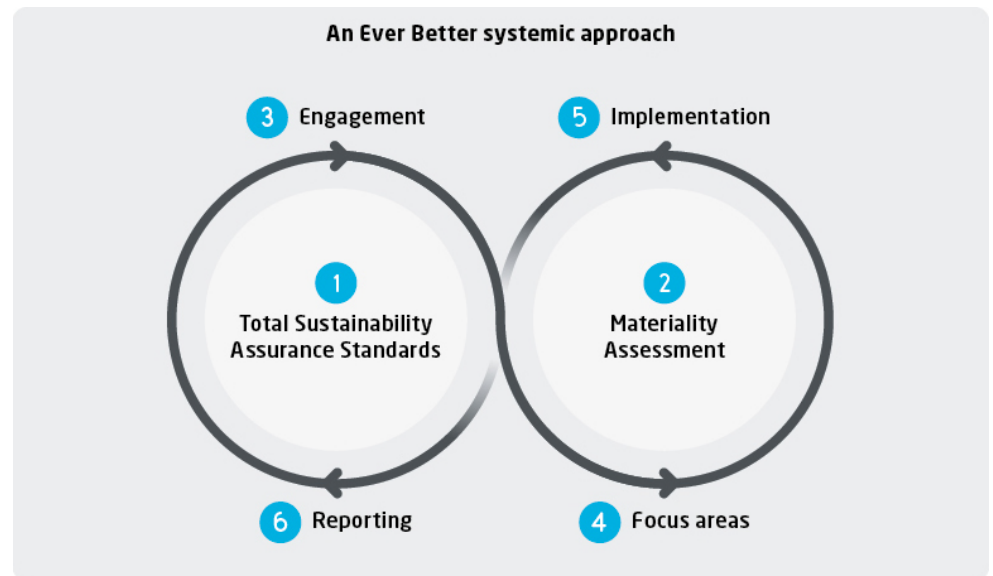 An Ever Better systemic approach
3 Engagement
5 Implementation
1
Total Sustainability
Assurance Standards
2
Materiality
Assessment
6 Reporting
4 Focus areas